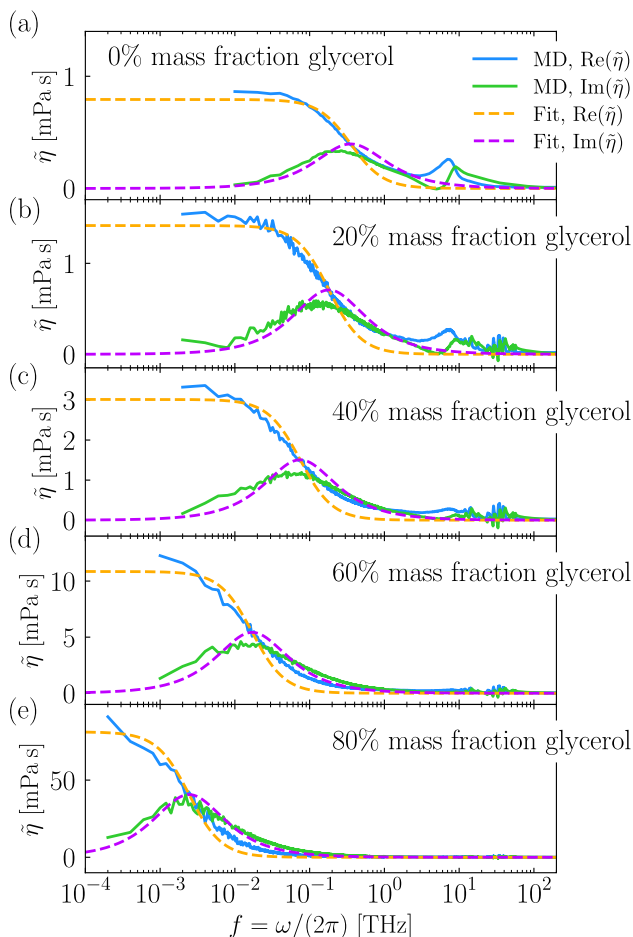 (a)
0% mass fraction glycerol
MD, Re(η̃)
MD, Im(η̃)
Fit, Re(η̃)
Fit, Im(η̃)
1
0
η̃ [mPa s]
(b)
20% mass fraction glycerol
1
0
η̃ [mPa s]
(c)
40% mass fraction glycerol
3
2
1
0
η̃ [mPa s]
(d)
60% mass fraction glycerol
10
5
0
η̃ [mPa s]
(e)
80% mass fraction glycerol
50
0
η̃ [mPa s]
10⁻⁴ 10⁻³ 10⁻² 10⁻¹ 10⁰ 10¹ 10²
f = ω/(2π) [THz]